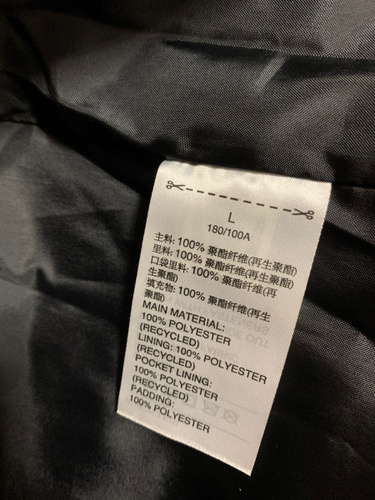 L
180/100A
主料: 100% 聚酯纤维(再生聚酯)
里料: 100% 聚酯纤维(再生聚酯)
口袋里料: 100% 聚酯纤维(再
生聚酯)
填充物: 100% 聚酯纤维(再生
聚酯)
MAIN MATERIAL:
100% POLYESTER
(RECYCLED)
LINING: 100% POLYESTER
(RECYCLED)
POCKET LINING:
100% POLYESTER
(RECYCLED)
PADDING:
100% POLYESTER